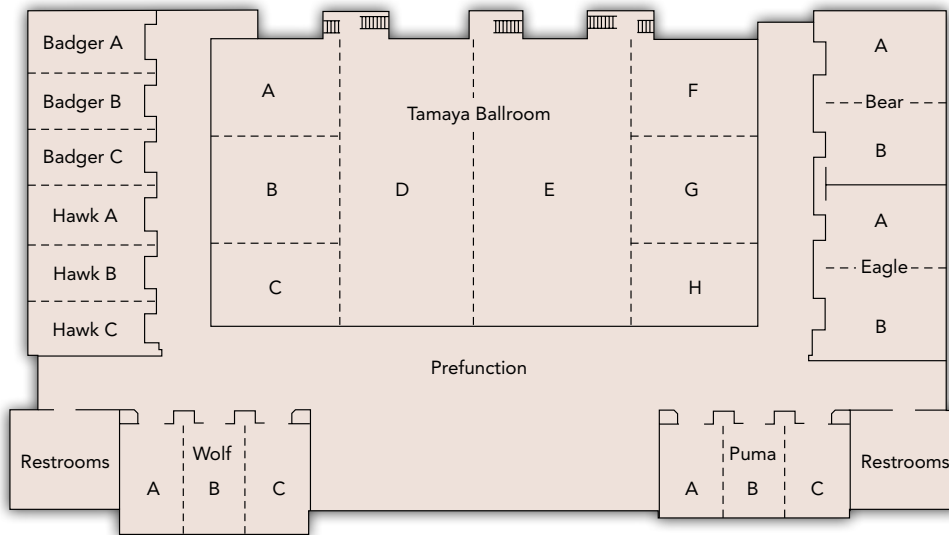 Badger A
Badger B
Badger C
Hawk A
Hawk B
Hawk C
Tamaya Ballroom
A
B
C
D
E
F
G
H
A
Bear
B
A
Eagle
B
Prefunction
Restrooms
Wolf
A B C
Puma
A B C
Restrooms